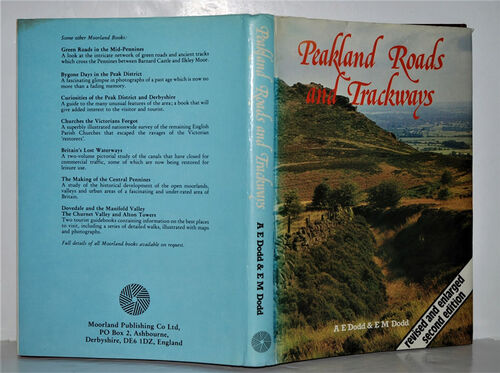 Some other Moorland Books:
Green Roads in the Mid-Pennines
A look at the intricate network of green roads and ancient tracks
which cross the Pennines between Barnard Castle and Ilkley Moor.
Bygone Days in the Peak District
A fascinating glimpse in photographs of a past age which is now no
more than a fading memory.
Curiosities of the Peak District and Derbyshire
A guide to the many unusual features of the area; a book that will
give added interest to the visitor and tourist.
Churches the Victorians Forgot
A superbly illustrated nationwide survey of the remaining English
Parish Churches that escaped the ravages of the Victorian
'restorers'.
Britain's Lost Waterways
A two-volume pictorial study of the canals that have closed for
commercial traffic, some of which are now being restored for
leisure use.
The Making of the Central Pennines
A study of the historical development of the open moorlands,
valleys and urban areas of a fascinating and under-rated area of
Britain.
Dovedale and the Manifold Valley
The Churnet Valley and Alton Towers
Two tourist guidebooks containing information on the best places
to visit, including a series of detailed walks, illustrated with maps
and photographs.
Full details of all Moorland books available on request.
Moorland Publishing Co Ltd,
PO Box 2, Ashbourne,
Derbyshire, DE6 1DZ, England
Peakland Roads and Trackways
A E Dodd & E M Dodd
Peakland Roads
and Trackways
A E Dodd & E M Dodd
revised and enlarged
second edition